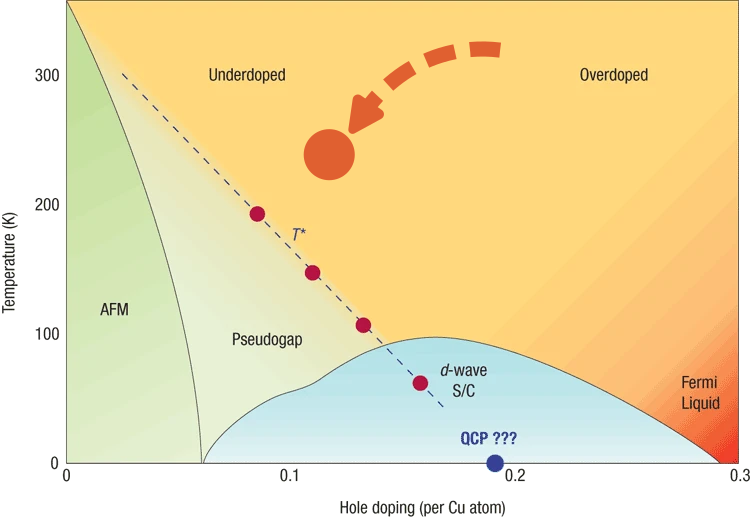 300
Underdoped
Overdoped
200
T*
Temperature (K)
AFM
100
Pseudogap
d-wave
S/C
Fermi
Liquid
QCP ???
0
0
0.1
0.2
0.3
Hole doping (per Cu atom)